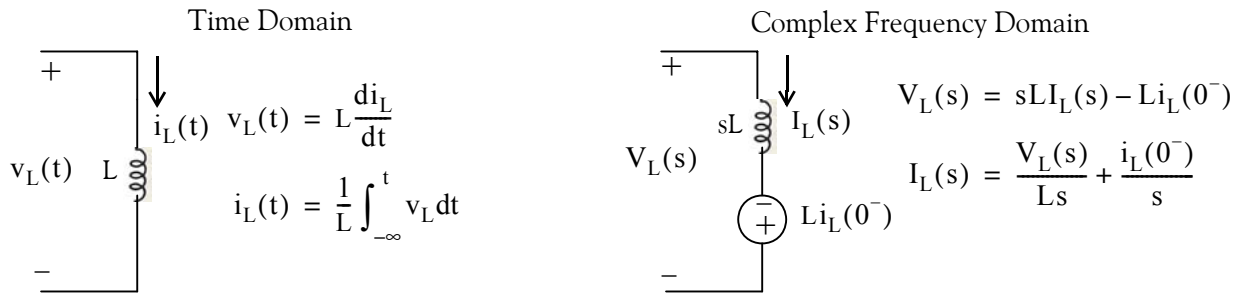 Time Domain
+
i_L(t)
v_L(t) = L di_L/dt
v_L(t)
L
i_L(t) = 1/L ∫_{−∞}^{t} v_L dt
−
Complex Frequency Domain
+
sL
I_L(s)
V_L(s) = sLI_L(s) − Li_L(0⁻)
V_L(s)
I_L(s) = V_L(s)/Ls + i_L(0⁻)/s
−
+
Li_L(0⁻)
−